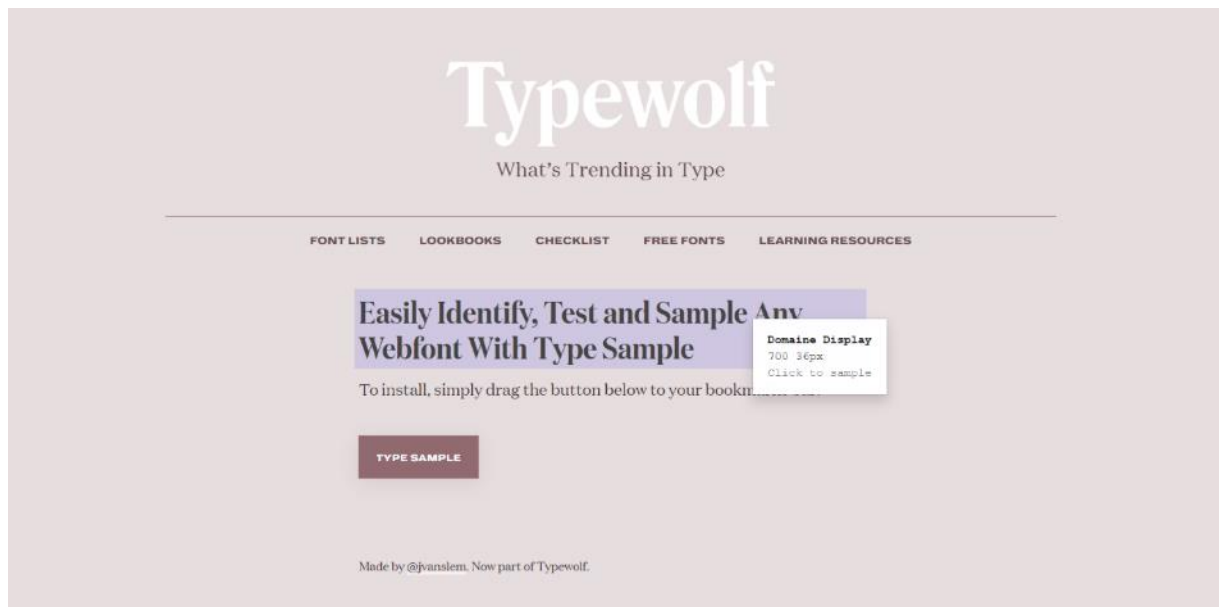 Typewolf
What's Trending in Type
FONT LISTS LOOKBOOKS CHECKLIST FREE FONTS LEARNING RESOURCES
Easily Identify, Test and Sample Any
Webfont With Type Sample
Domaine Display
700 36px
Click to sample
To install, simply drag the button below to your
TYPE SAMPLE
Made by @jvanslem. Now part of Typewolf.